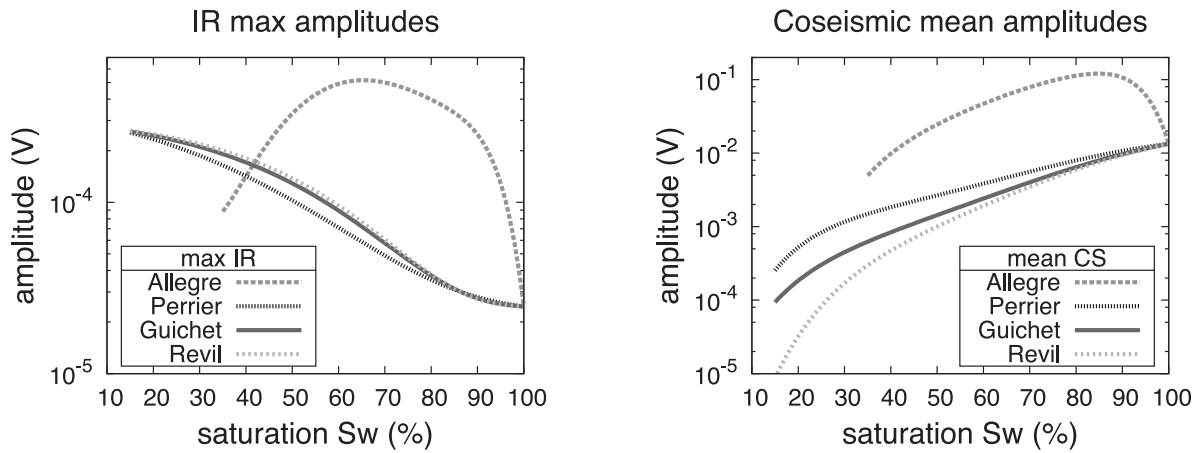 IR max amplitudes
amplitude (V)
10^-4
10^-5
max IR
Allegre
Perrier
Guichet
Revil
10 20 30 40 50 60 70 80 90 100
saturation Sw (%)
Coseismic mean amplitudes
amplitude (V)
10^-1
10^-2
10^-3
10^-4
10^-5
mean CS
Allegre
Perrier
Guichet
Revil
10 20 30 40 50 60 70 80 90 100
saturation Sw (%)